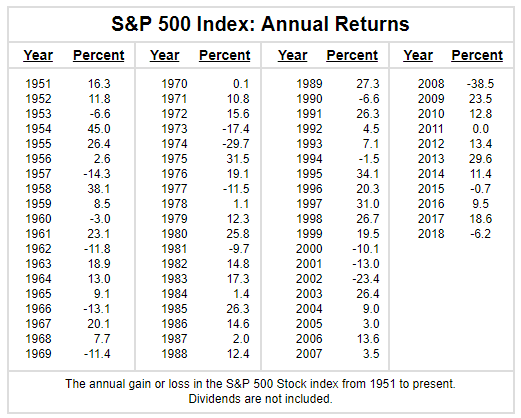 S&P 500 Index: Annual Returns
Year Percent Year Percent Year Percent Year Percent
1951 16.3 1970 0.1 1989 27.3 2008 -38.5
1952 11.8 1971 10.8 1990 -6.6 2009 23.5
1953 -6.6 1972 15.6 1991 26.3 2010 12.8
1954 45.0 1973 -17.4 1992 4.5 2011 0.0
1955 26.4 1974 -29.7 1993 7.1 2012 13.4
1956 2.6 1975 31.5 1994 -1.5 2013 29.6
1957 -14.3 1976 19.1 1995 34.1 2014 11.4
1958 38.1 1977 -11.5 1996 20.3 2015 -0.7
1959 8.5 1978 1.1 1997 31.0 2016 9.5
1960 -3.0 1979 12.3 1998 26.7 2017 18.6
1961 23.1 1980 25.8 1999 19.5 2018 -6.2
1962 -11.8 1981 -9.7 2000 -10.1
1963 18.9 1982 14.8 2001 -13.0
1964 13.0 1983 17.3 2002 -23.4
1965 9.1 1984 1.4 2003 26.4
1966 -13.1 1985 26.3 2004 9.0
1967 20.1 1986 14.6 2005 3.0
1968 7.7 1987 2.0 2006 13.6
1969 -11.4 1988 12.4 2007 3.5
The annual gain or loss in the S&P 500 Stock index from 1951 to present.
Dividends are not included.